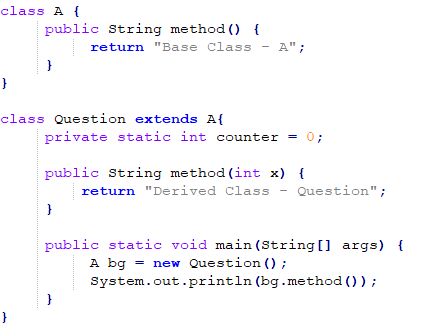 class A {
public String method() {
return "Base Class - A";
}
}
class Question extends A{
private static int counter = 0;
public String method(int x) {
return "Derived Class - Question";
}
public static void main(String[] args) {
A bg = new Question();
System.out.println(bg.method());
}
}